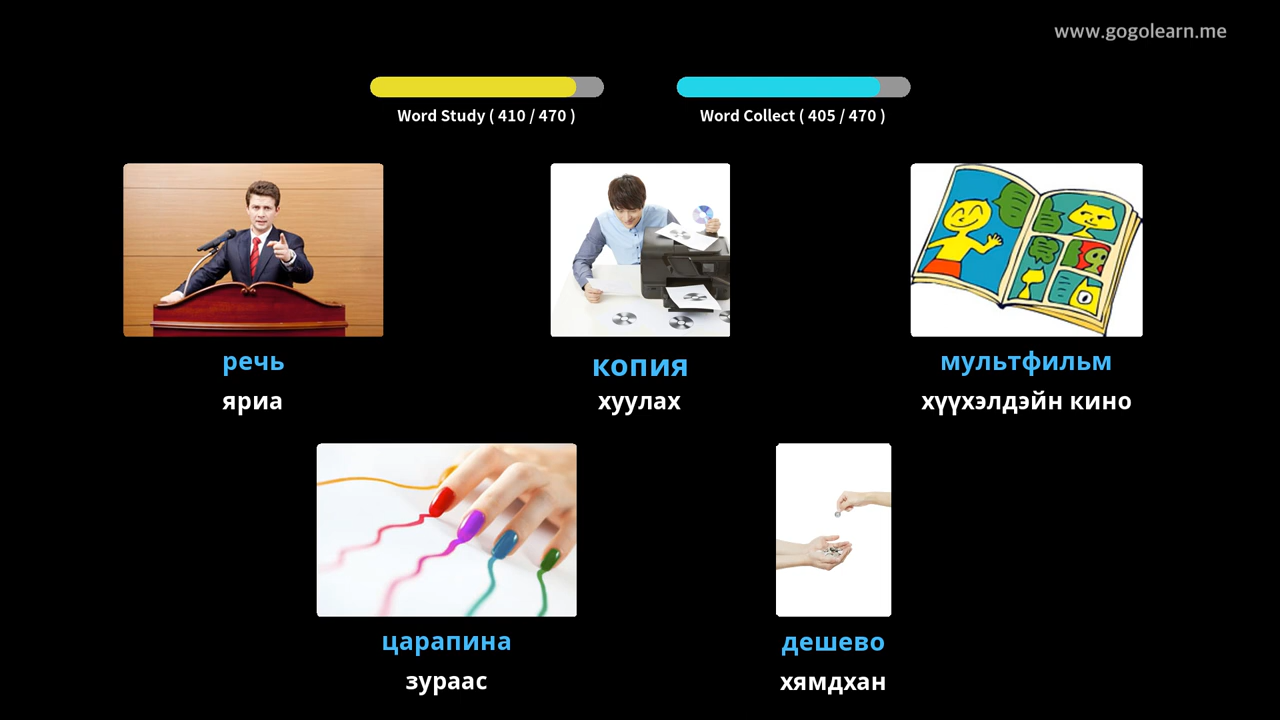 www.gogolearn.me
Word Study ( 410 / 470 )
Word Collect ( 405 / 470 )
речь
яриа
копия
хуулах
мультфильм
хүүхэлдэйн кино
царапина
зураас
дешево
хямдхан